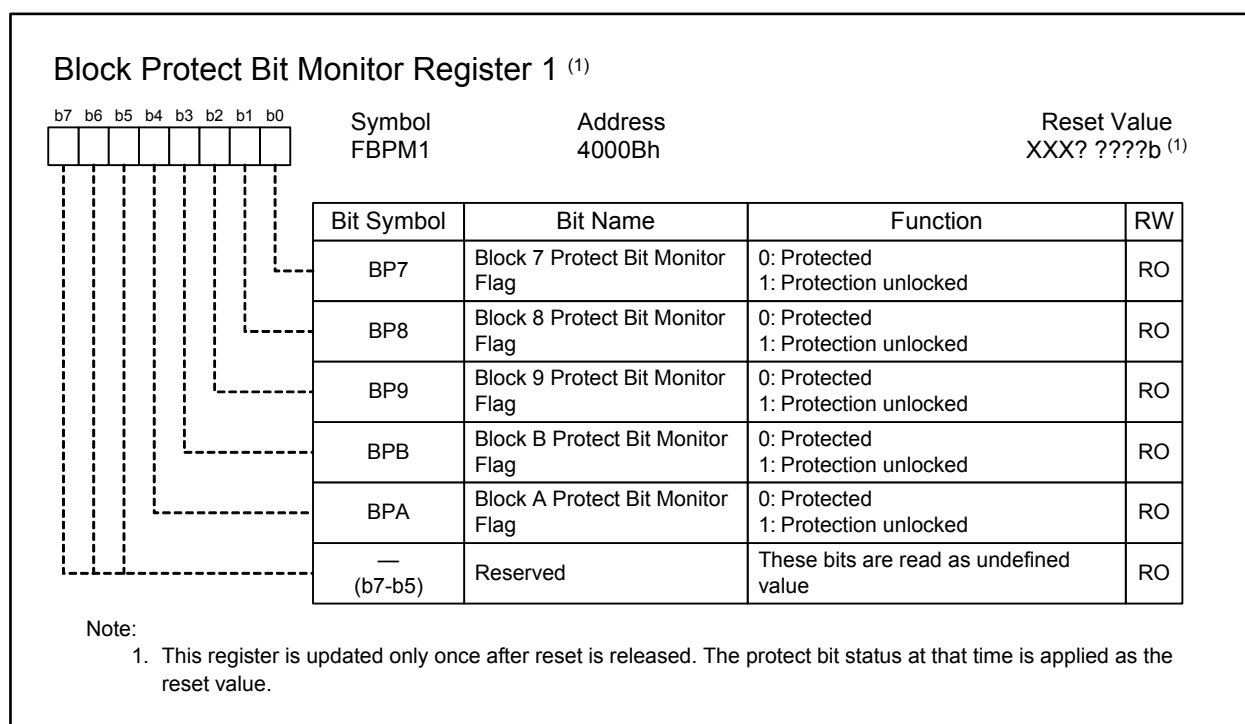 Block Protect Bit Monitor Register 1 (1)
b7 b6 b5 b4 b3 b2 b1 b0
Symbol Address Reset Value
FBPM1 4000Bh XXX? ????b (1)
Bit Symbol Bit Name Function RW
BP7 Block 7 Protect Bit Monitor Flag 0: Protected RO
1: Protection unlocked
BP8 Block 8 Protect Bit Monitor Flag 0: Protected RO
1: Protection unlocked
BP9 Block 9 Protect Bit Monitor Flag 0: Protected RO
1: Protection unlocked
BPB Block B Protect Bit Monitor Flag 0: Protected RO
1: Protection unlocked
BPA Block A Protect Bit Monitor Flag 0: Protected RO
1: Protection unlocked
— (b7-b5) Reserved These bits are read as undefined value RO
Note:
1. This register is updated only once after reset is released. The protect bit status at that time is applied as the
reset value.